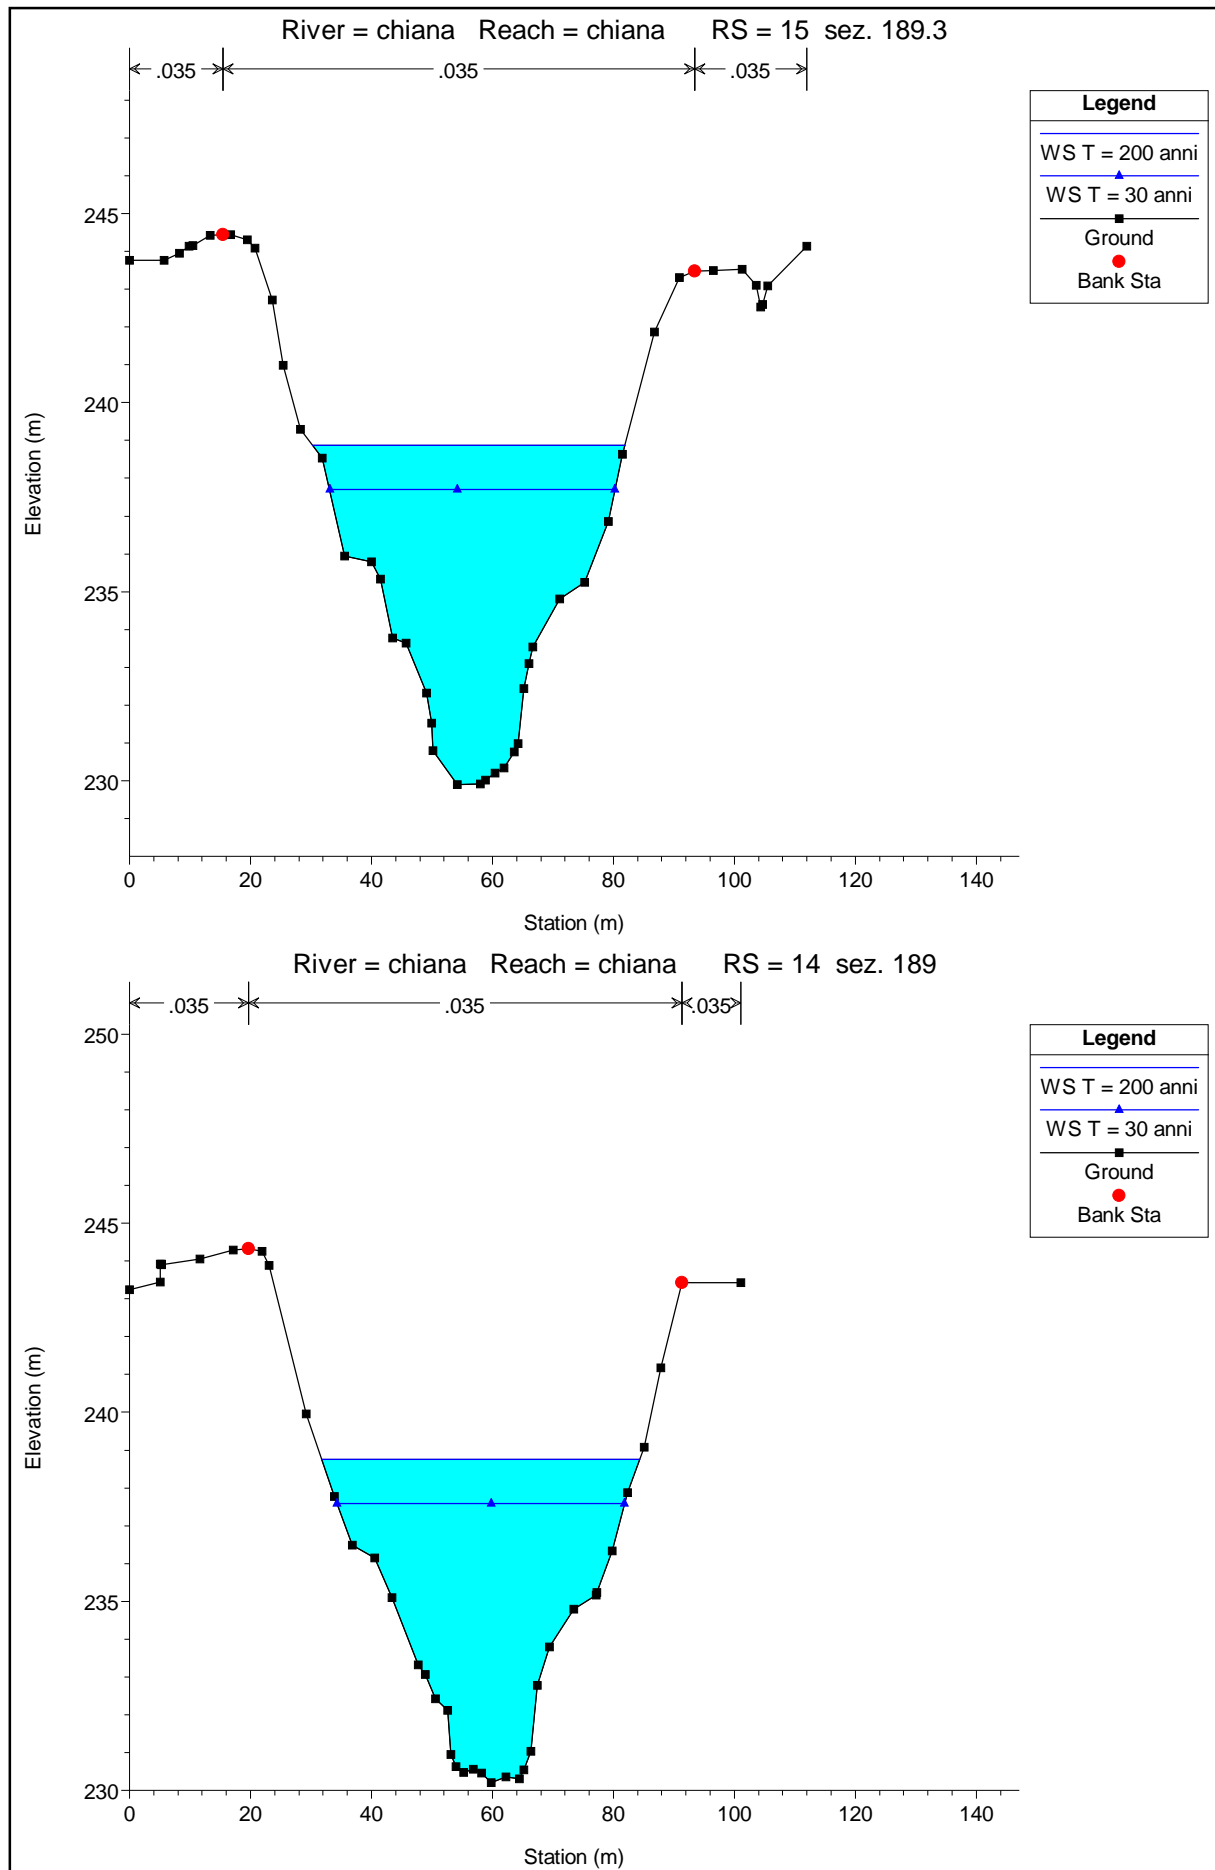 River = chiana   Reach = chiana      RS = 15  sez. 189.3
.035 .035 .035
Legend
WS T = 200 anni
WS T = 30 anni
Ground
Bank Sta
245
240
235
230
Elevation (m)
0 20 40 60 80 100 120 140
Station (m)
River = chiana   Reach = chiana      RS = 14  sez. 189
.035 .035 .035
Legend
WS T = 200 anni
WS T = 30 anni
Ground
Bank Sta
250
245
240
235
230
Elevation (m)
0 20 40 60 80 100 120 140
Station (m)